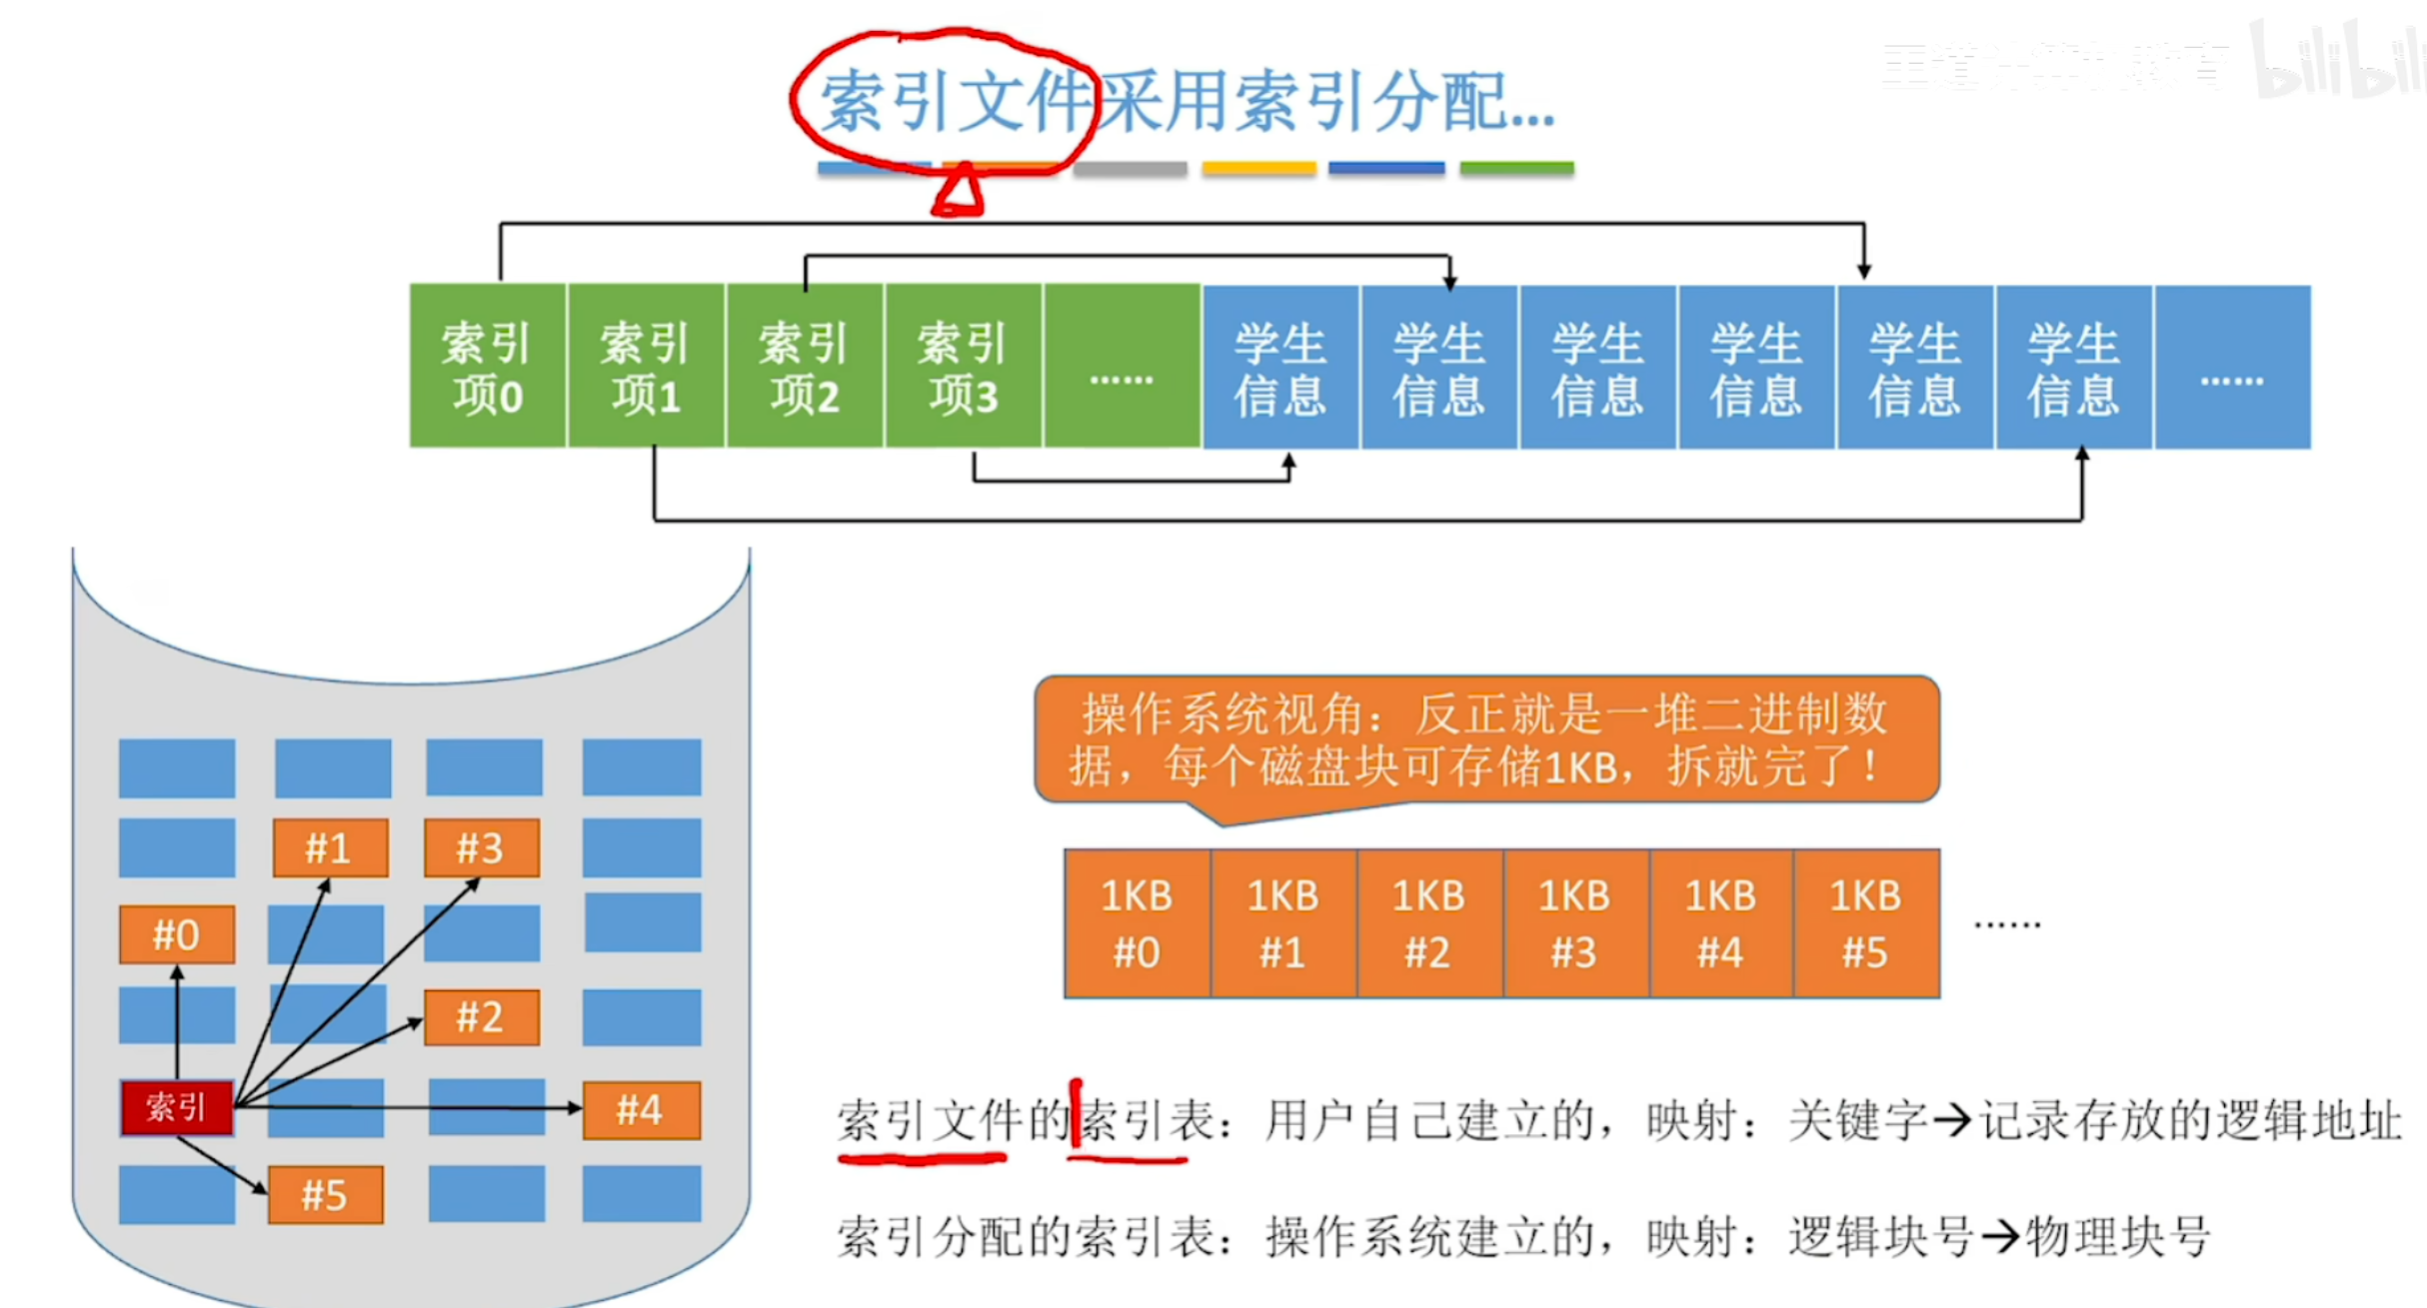 bilibili
索引文件采用索引分配...
索引
项0
索引
项1
索引
项2
索引
项3
......
学生
信息
学生
信息
学生
信息
学生
信息
学生
信息
学生
信息
......
操作系统视角：反正就是一堆二进制数
据，每个磁盘块可存储1KB，拆就完了！
#1
#3
#0
#2
索引
#4
#5
1KB
#0
1KB
#1
1KB
#2
1KB
#3
1KB
#4
1KB
#5
......
索引文件的索引表：用户自己建立的，映射：关键字→记录存放的逻辑地址
索引分配的索引表：操作系统建立的，映射：逻辑块号→物理块号